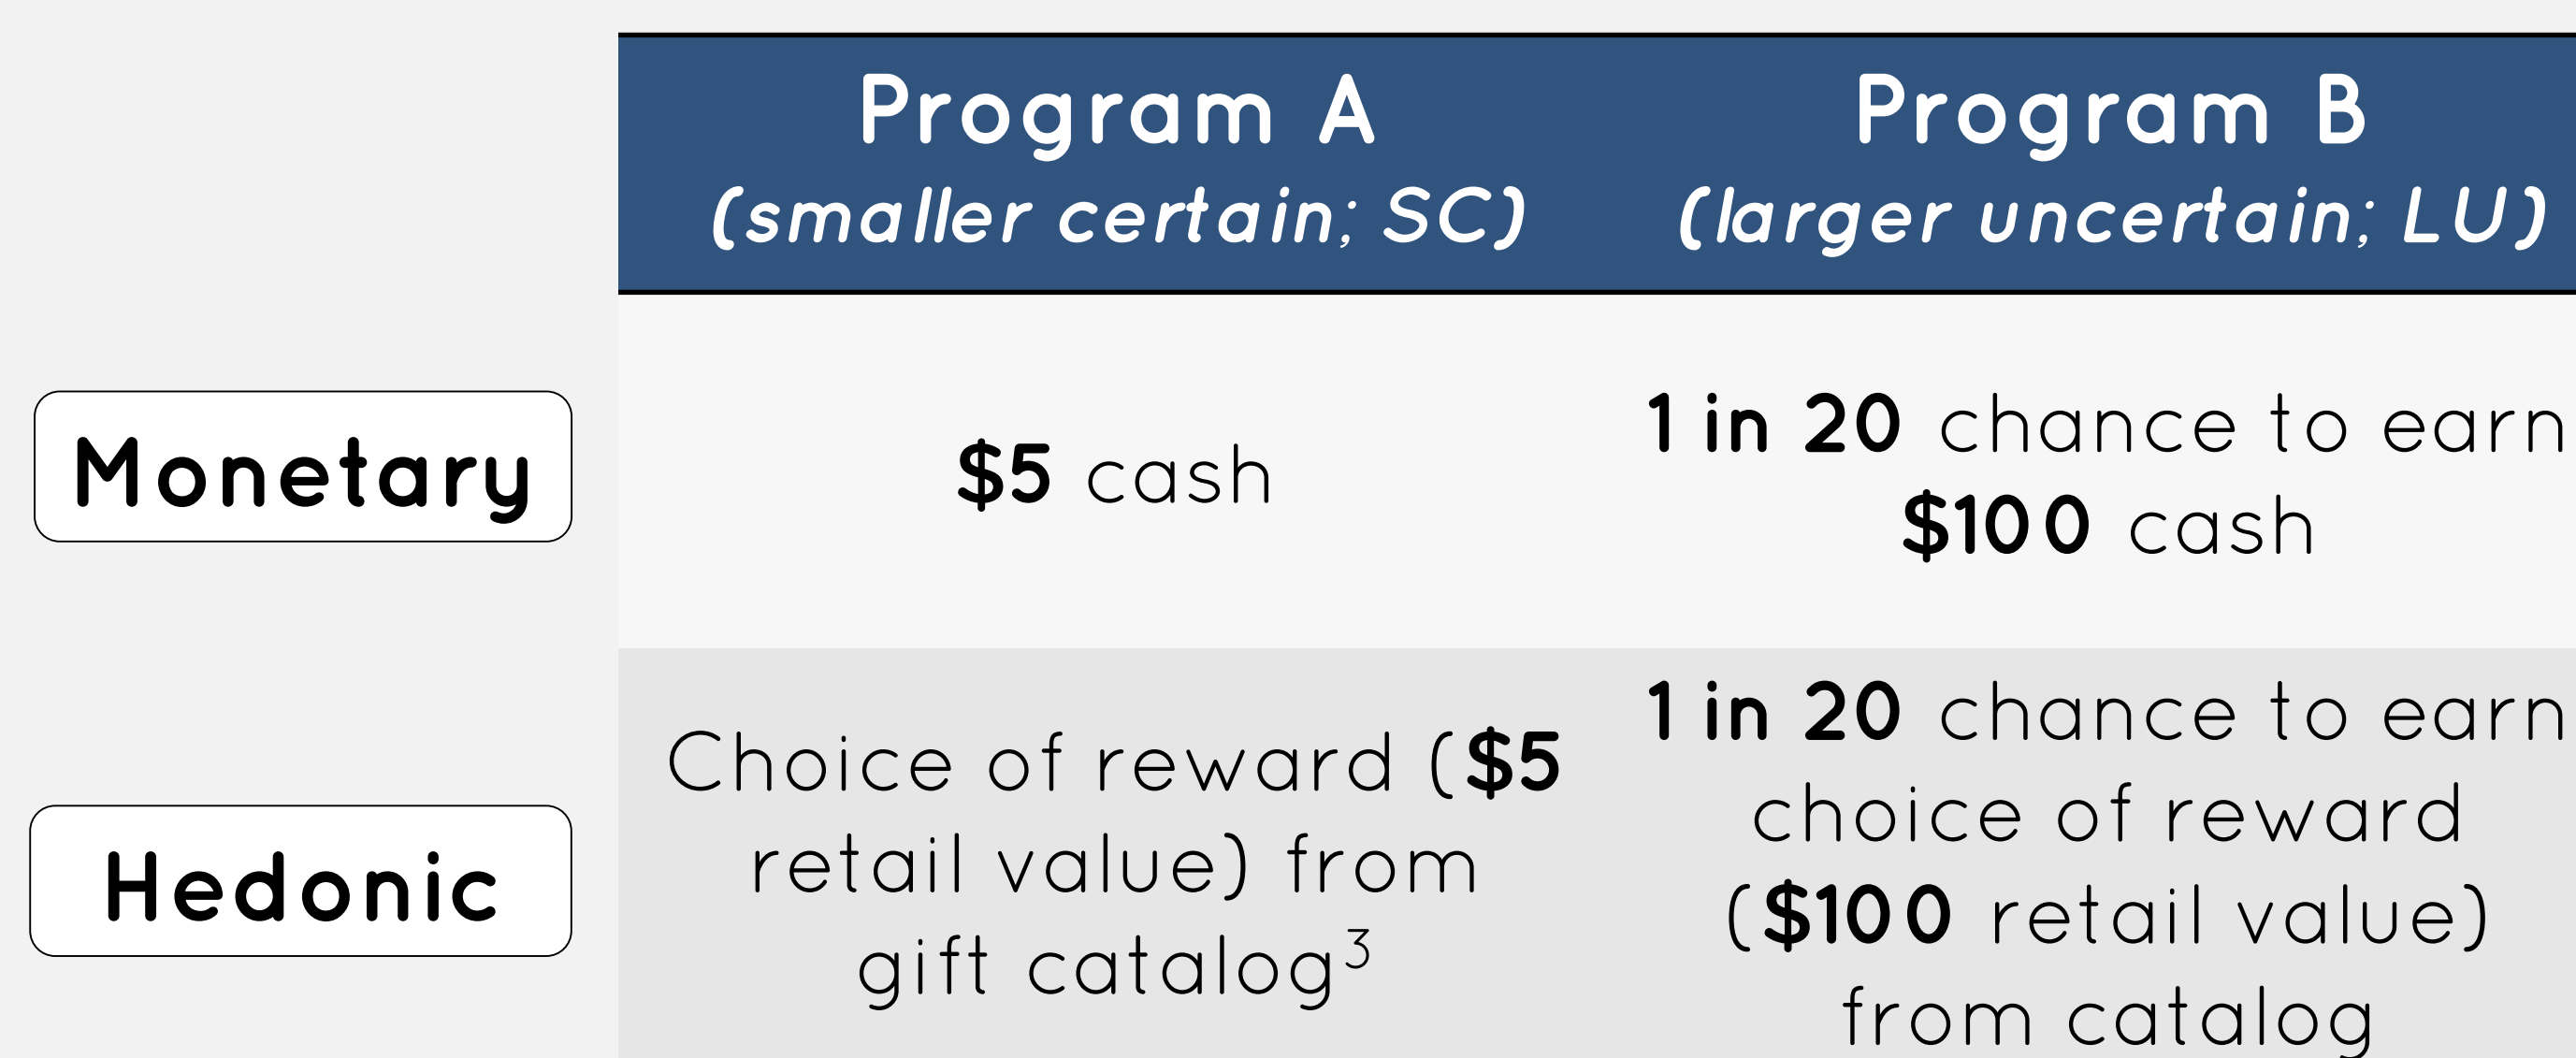 Program A
(smaller certain; SC)
Program B
(larger uncertain; LU)
Monetary
$5 cash
1 in 20 chance to earn
$100 cash
Hedonic
Choice of reward ($5
retail value) from
gift catalog³
1 in 20 chance to earn
choice of reward
($100 retail value)
from catalog